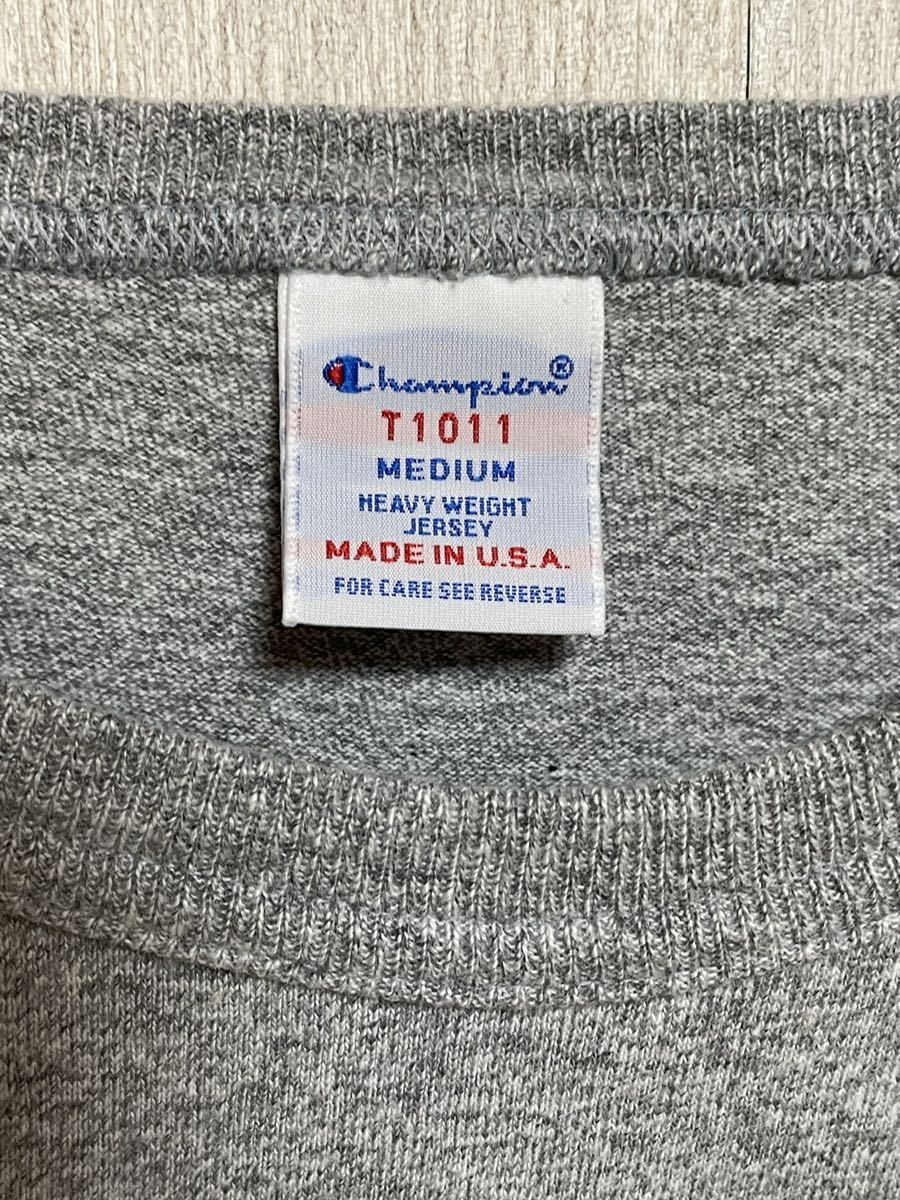 Champion®
T1011
MEDIUM
HEAVY WEIGHT
JERSEY
MADE IN U.S.A.
FOR CARE SEE REVERSE